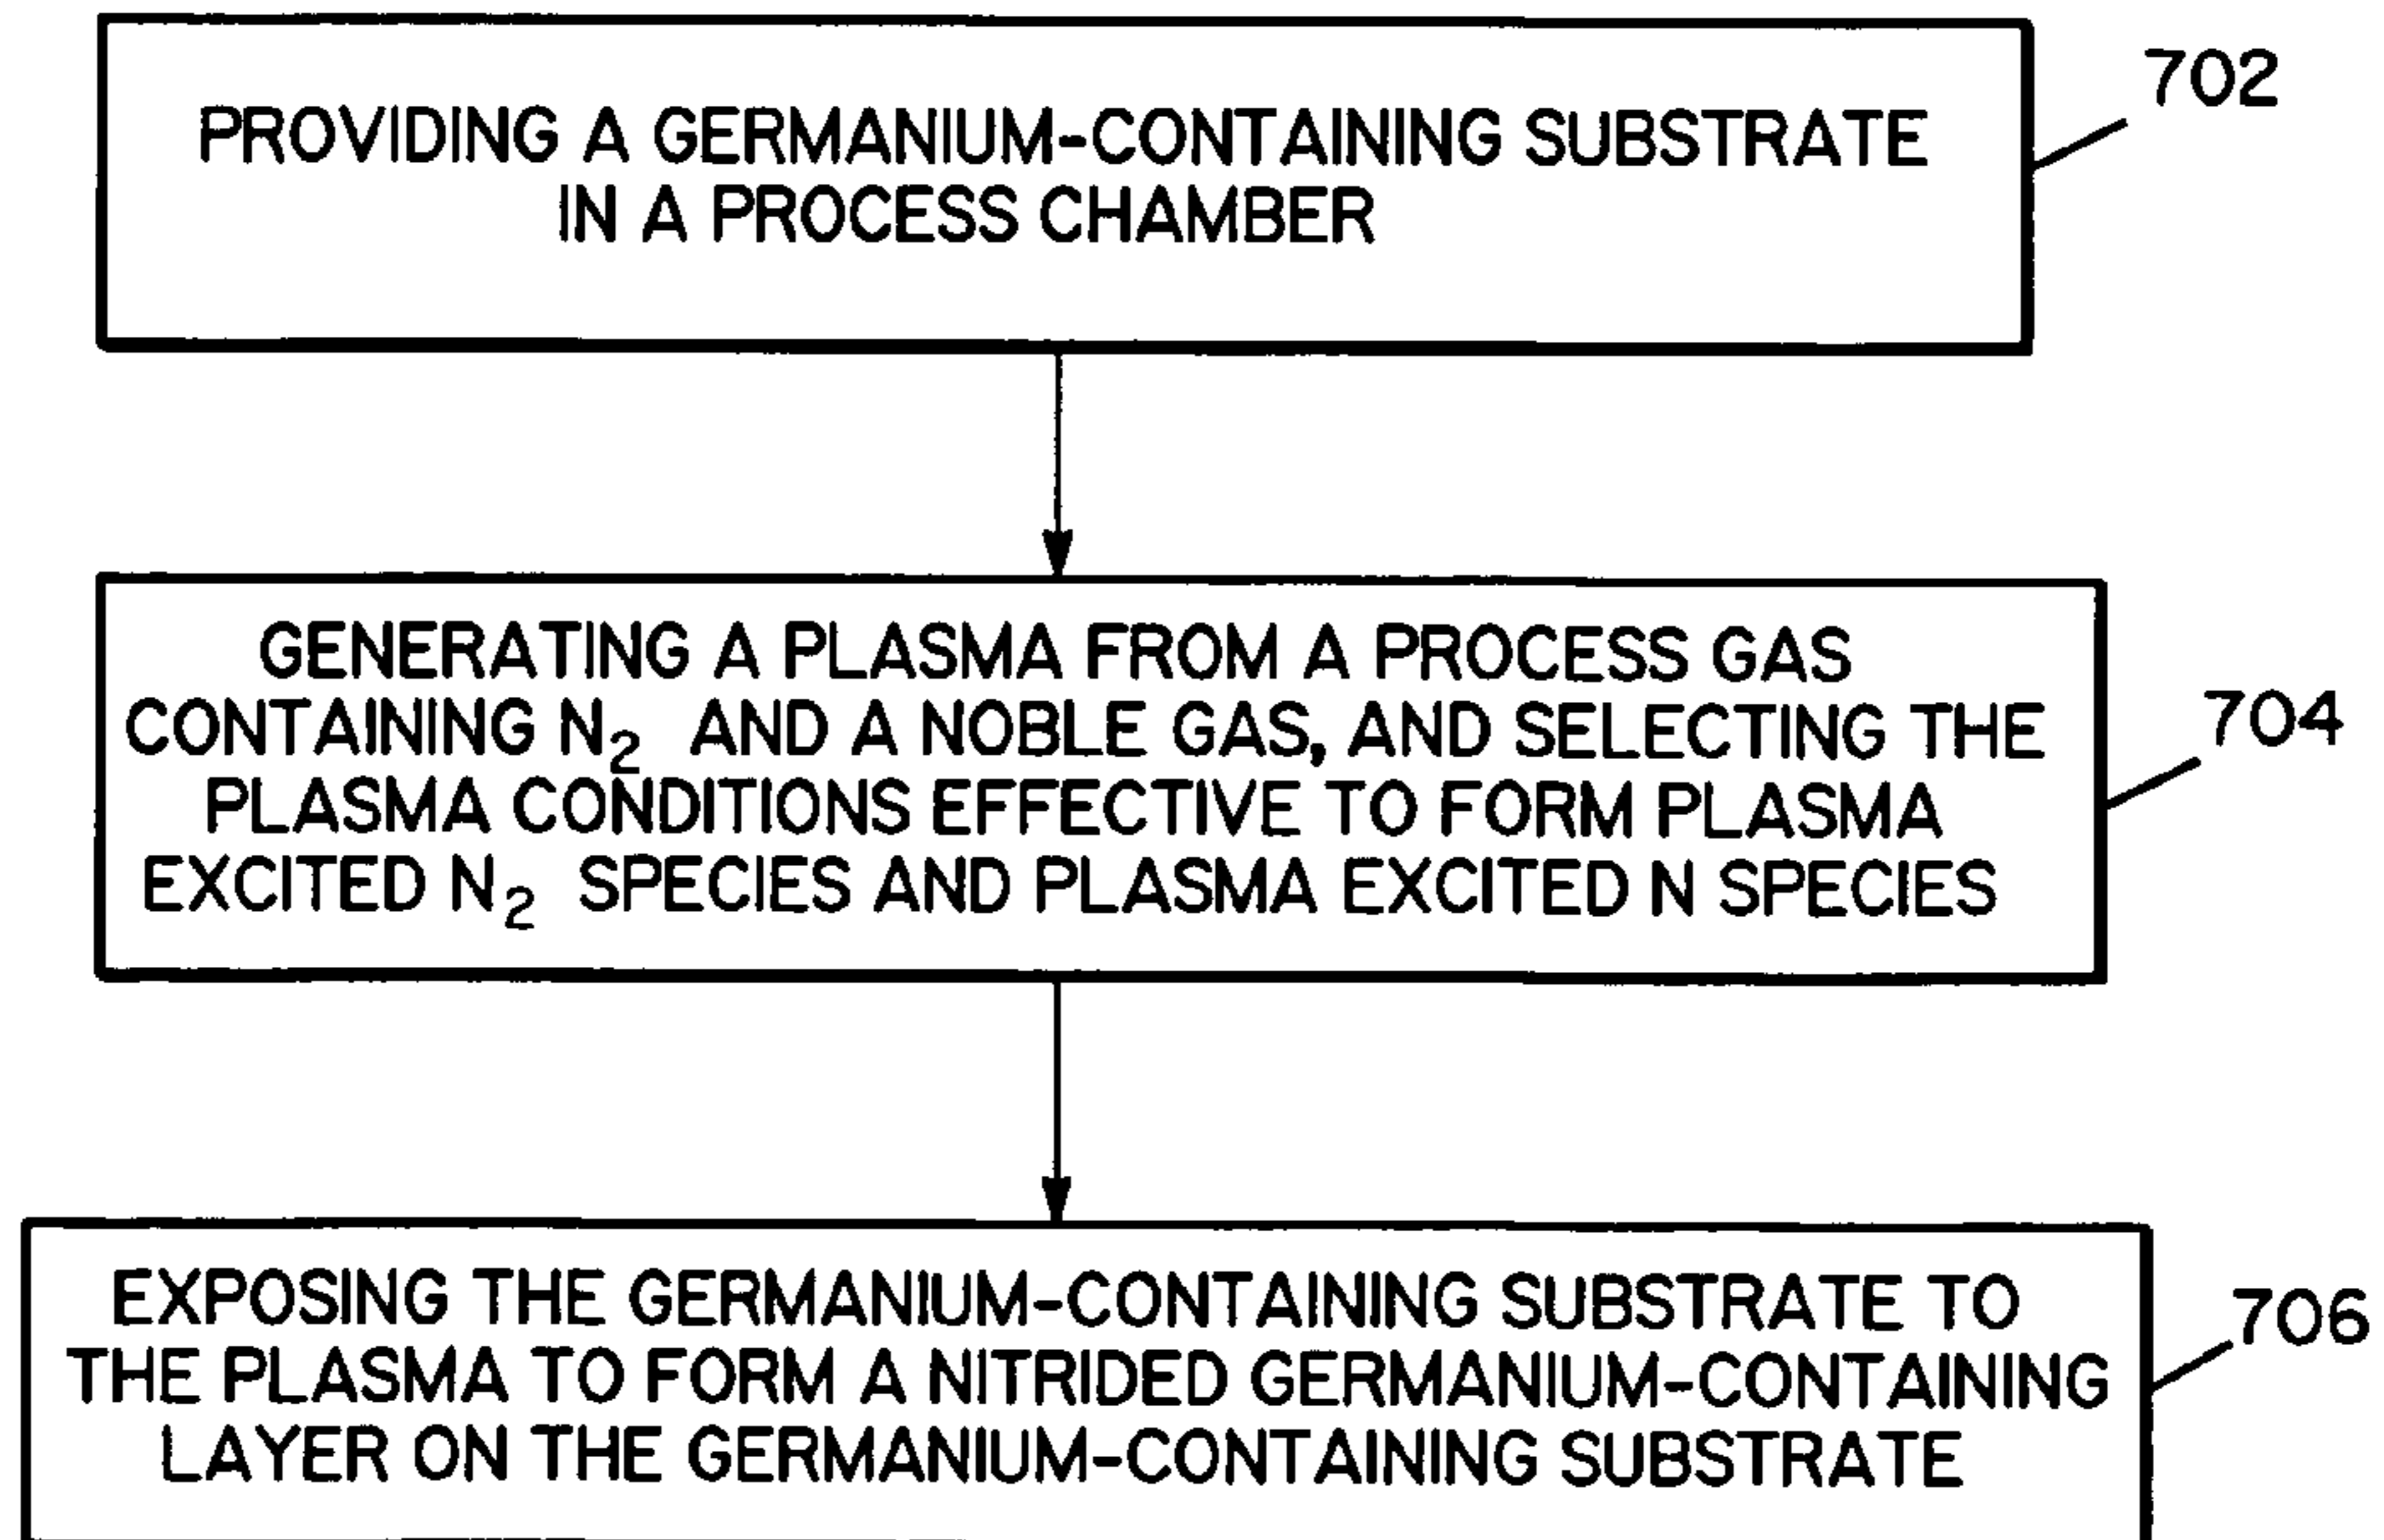 PROVIDING A GERMANIUM-CONTAINING SUBSTRATE
IN A PROCESS CHAMBER
702
GENERATING A PLASMA FROM A PROCESS GAS
CONTAINING N₂ AND A NOBLE GAS, AND SELECTING THE
PLASMA CONDITIONS EFFECTIVE TO FORM PLASMA
EXCITED N₂ SPECIES AND PLASMA EXCITED N SPECIES
704
EXPOSING THE GERMANIUM-CONTAINING SUBSTRATE TO
THE PLASMA TO FORM A NITRIDED GERMANIUM-CONTAINING
LAYER ON THE GERMANIUM-CONTAINING SUBSTRATE
706